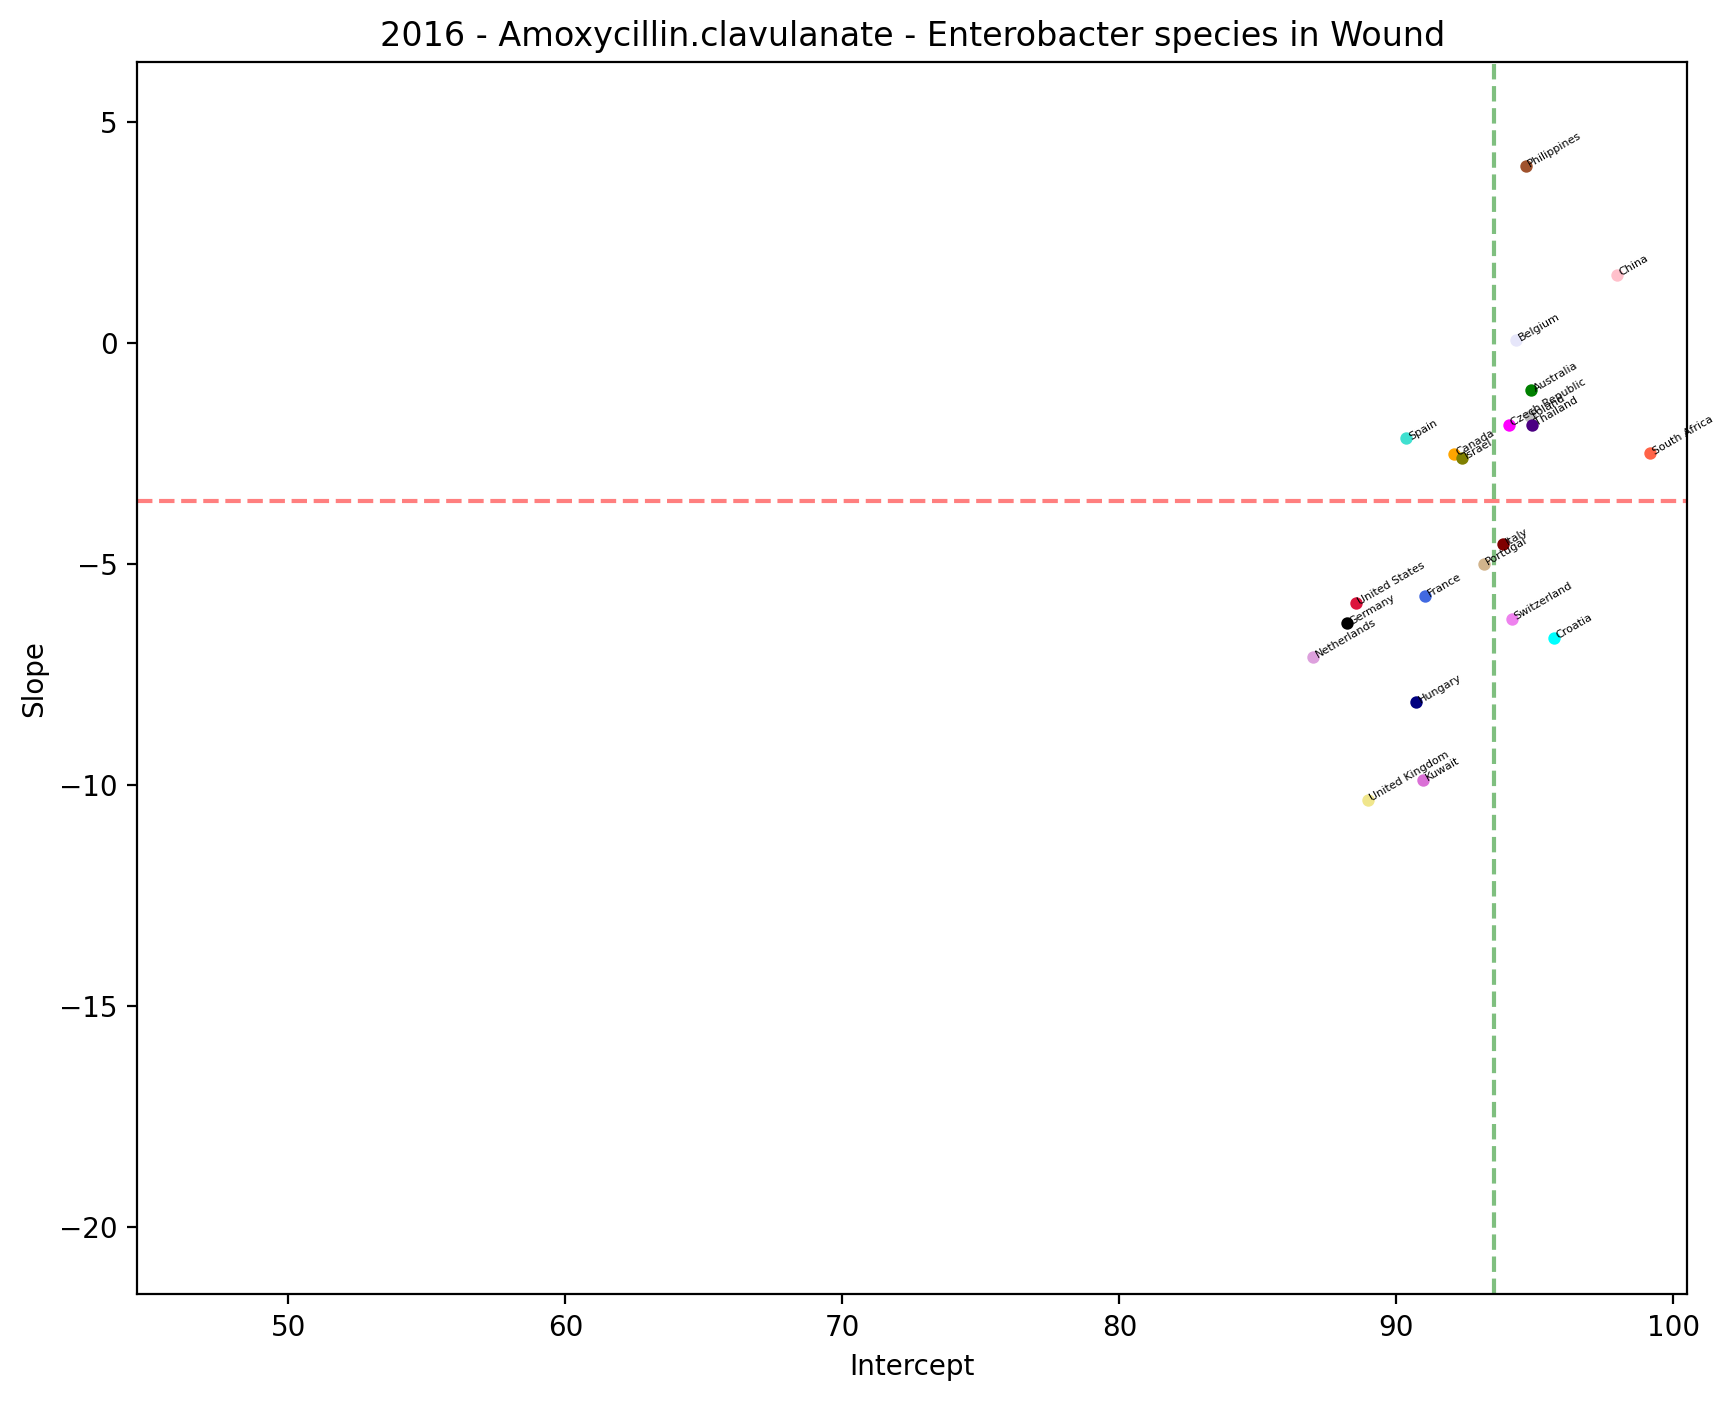 2016 - Amoxycillin.clavulanate - Enterobacter species in Wound
5
Philippines
China
0
Belgium
Australia
Czech Republic
Poland
Thailand
Spain
Canada
Israel
South Africa
−5
Italy
Portugal
United States
France
Germany
Switzerland
Croatia
Netherlands
Hungary
−10
United Kingdom
Kuwait
−15
−20
Slope
50
60
70
80
90
100
Intercept